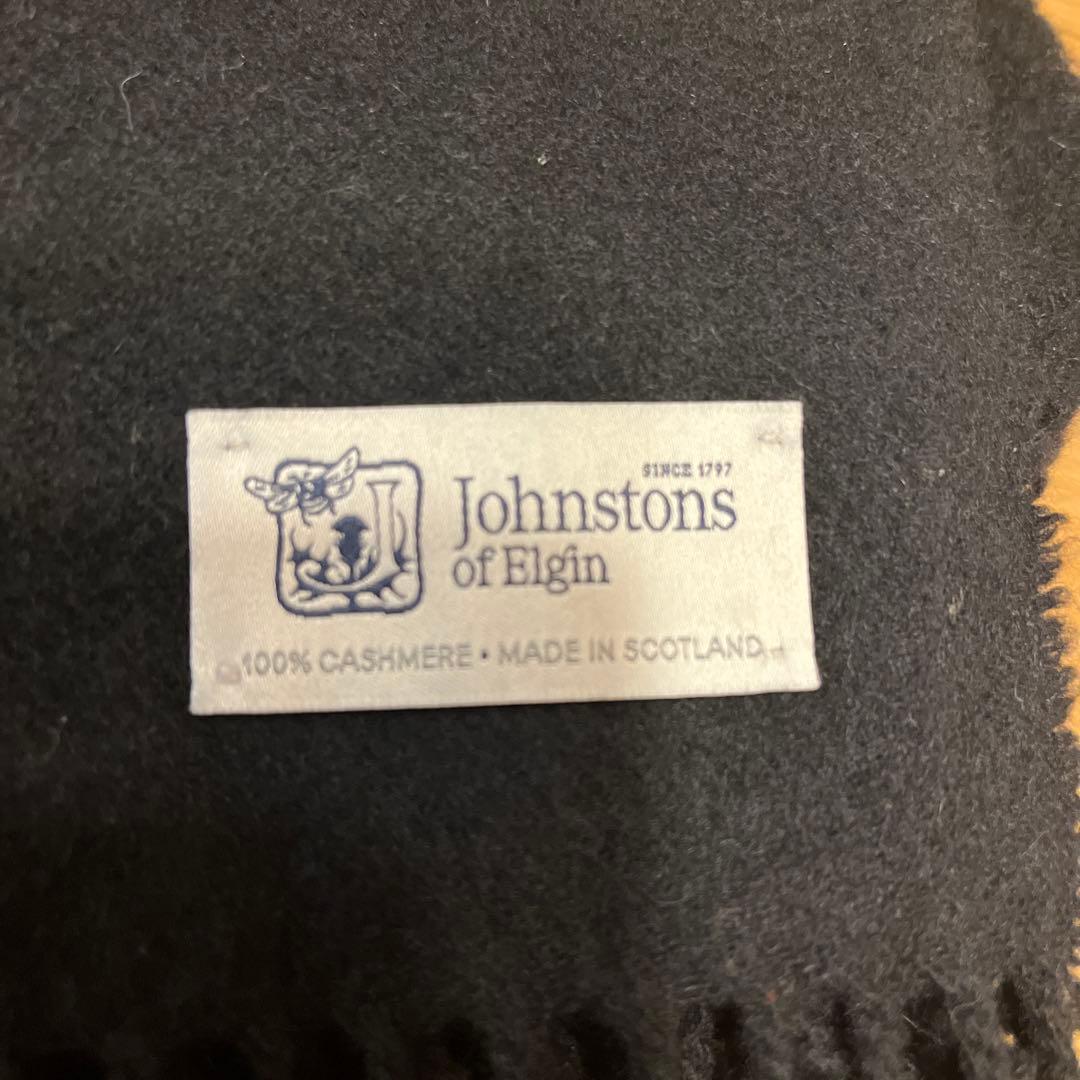 SINCE 1797
Johnstons
of Elgin
100% CASHMERE • MADE IN SCOTLAND